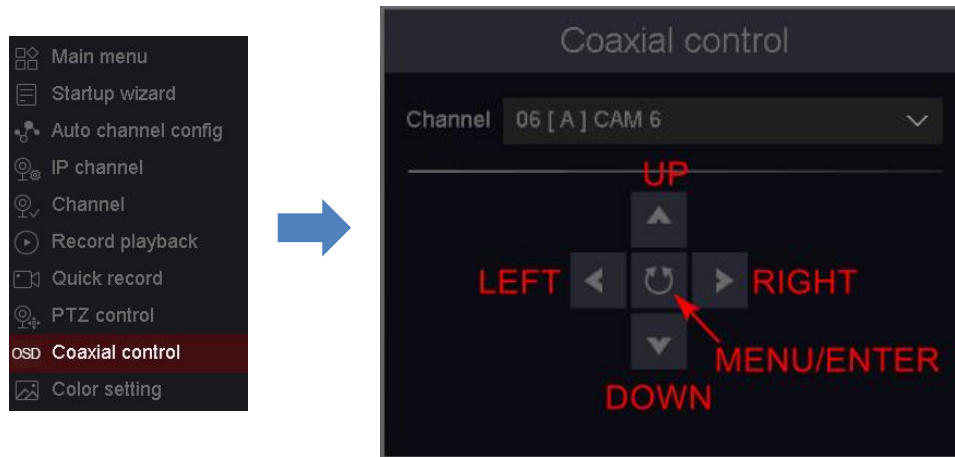 Main menu
Startup wizard
Auto channel config
IP channel
Channel
Record playback
Quick record
PTZ control
OSD Coaxial control
Color setting
Coaxial control
Channel 06 [ A ] CAM 6
UP
LEFT RIGHT
MENU/ENTER
DOWN